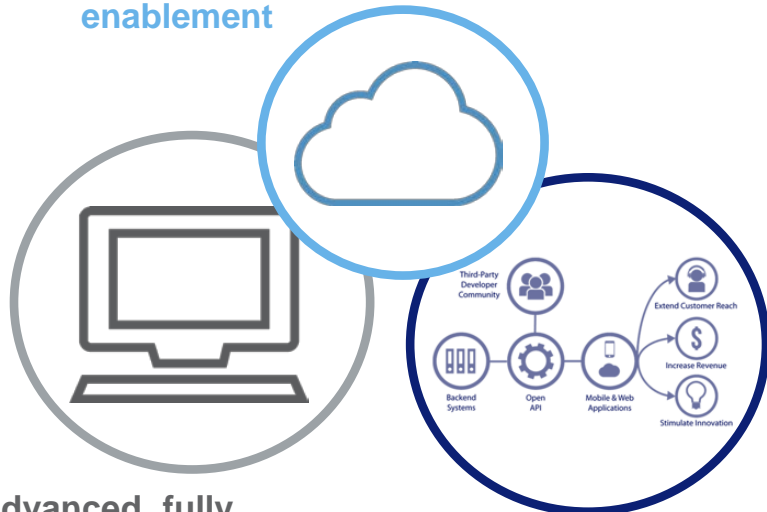 enablement
Third-Party
Developer
Community
Extend Customer Reach
$
Increase Revenue
Backend
Systems
Open
API
Mobile & Web
Applications
Stimulate Innovation
fully